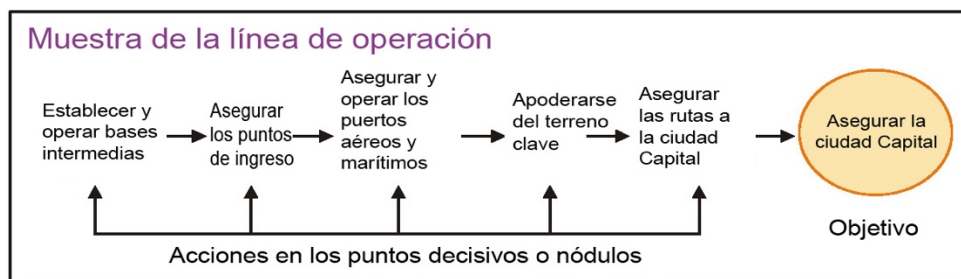 Muestra de la línea de operación
Establecer y
operar bases
intermedias
Asegurar
los puntos
de ingreso
Asegurar y
operar los
puertos
aéreos y
marítimos
Apoderarse
del terreno
clave
Asegurar
las rutas a
la ciudad
Capital
Asegurar la
ciudad Capital
Objetivo
Acciones en los puntos decisivos o nódulos